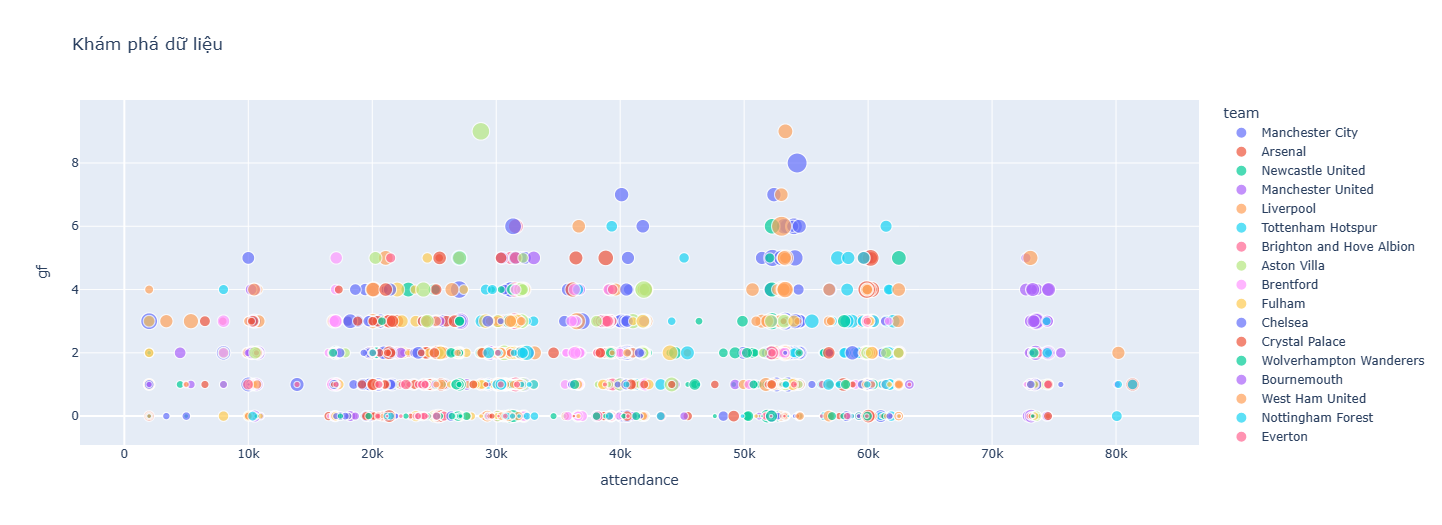 Khám phá dữ liệu
team
Manchester City
Arsenal
Newcastle United
Manchester United
Liverpool
Tottenham Hotspur
Brighton and Hove Albion
Aston Villa
Brentford
Fulham
Chelsea
Crystal Palace
Wolverhampton Wanderers
Bournemouth
West Ham United
Nottingham Forest
Everton
gf
8
6
4
2
0
0 10k 20k 30k 40k 50k 60k 70k 80k
attendance